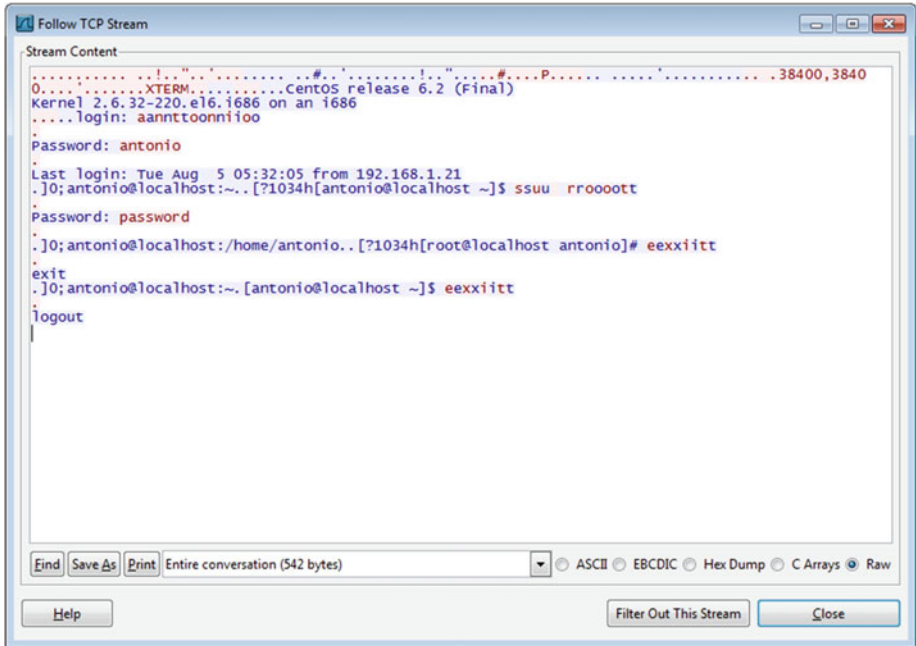 Follow TCP Stream
Stream Content
........... ..!.."..'........ ..#..'........!..".....#....P...... .....'........... .38400,3840
0....'.......XTERM...........CentOS release 6.2 (Final)
Kernel 2.6.32-220.el6.i686 on an i686
.....login: aannttoonniioo
.
Password: antonio
.
Last login: Tue Aug  5 05:32:05 from 192.168.1.21
.]0;antonio@localhost:~..[?1034h[antonio@localhost ~]$ ssuu  rroooott
.
Password: password
.
.]0;antonio@localhost:/home/antonio..[?1034h[root@localhost antonio]# eexxiitt
.
exit
.]0;antonio@localhost:~.[antonio@localhost ~]$ eexxiitt
.
logout
Find Save As Print Entire conversation (542 bytes) ASCII EBCDIC Hex Dump C Arrays Raw
Help Filter Out This Stream Close